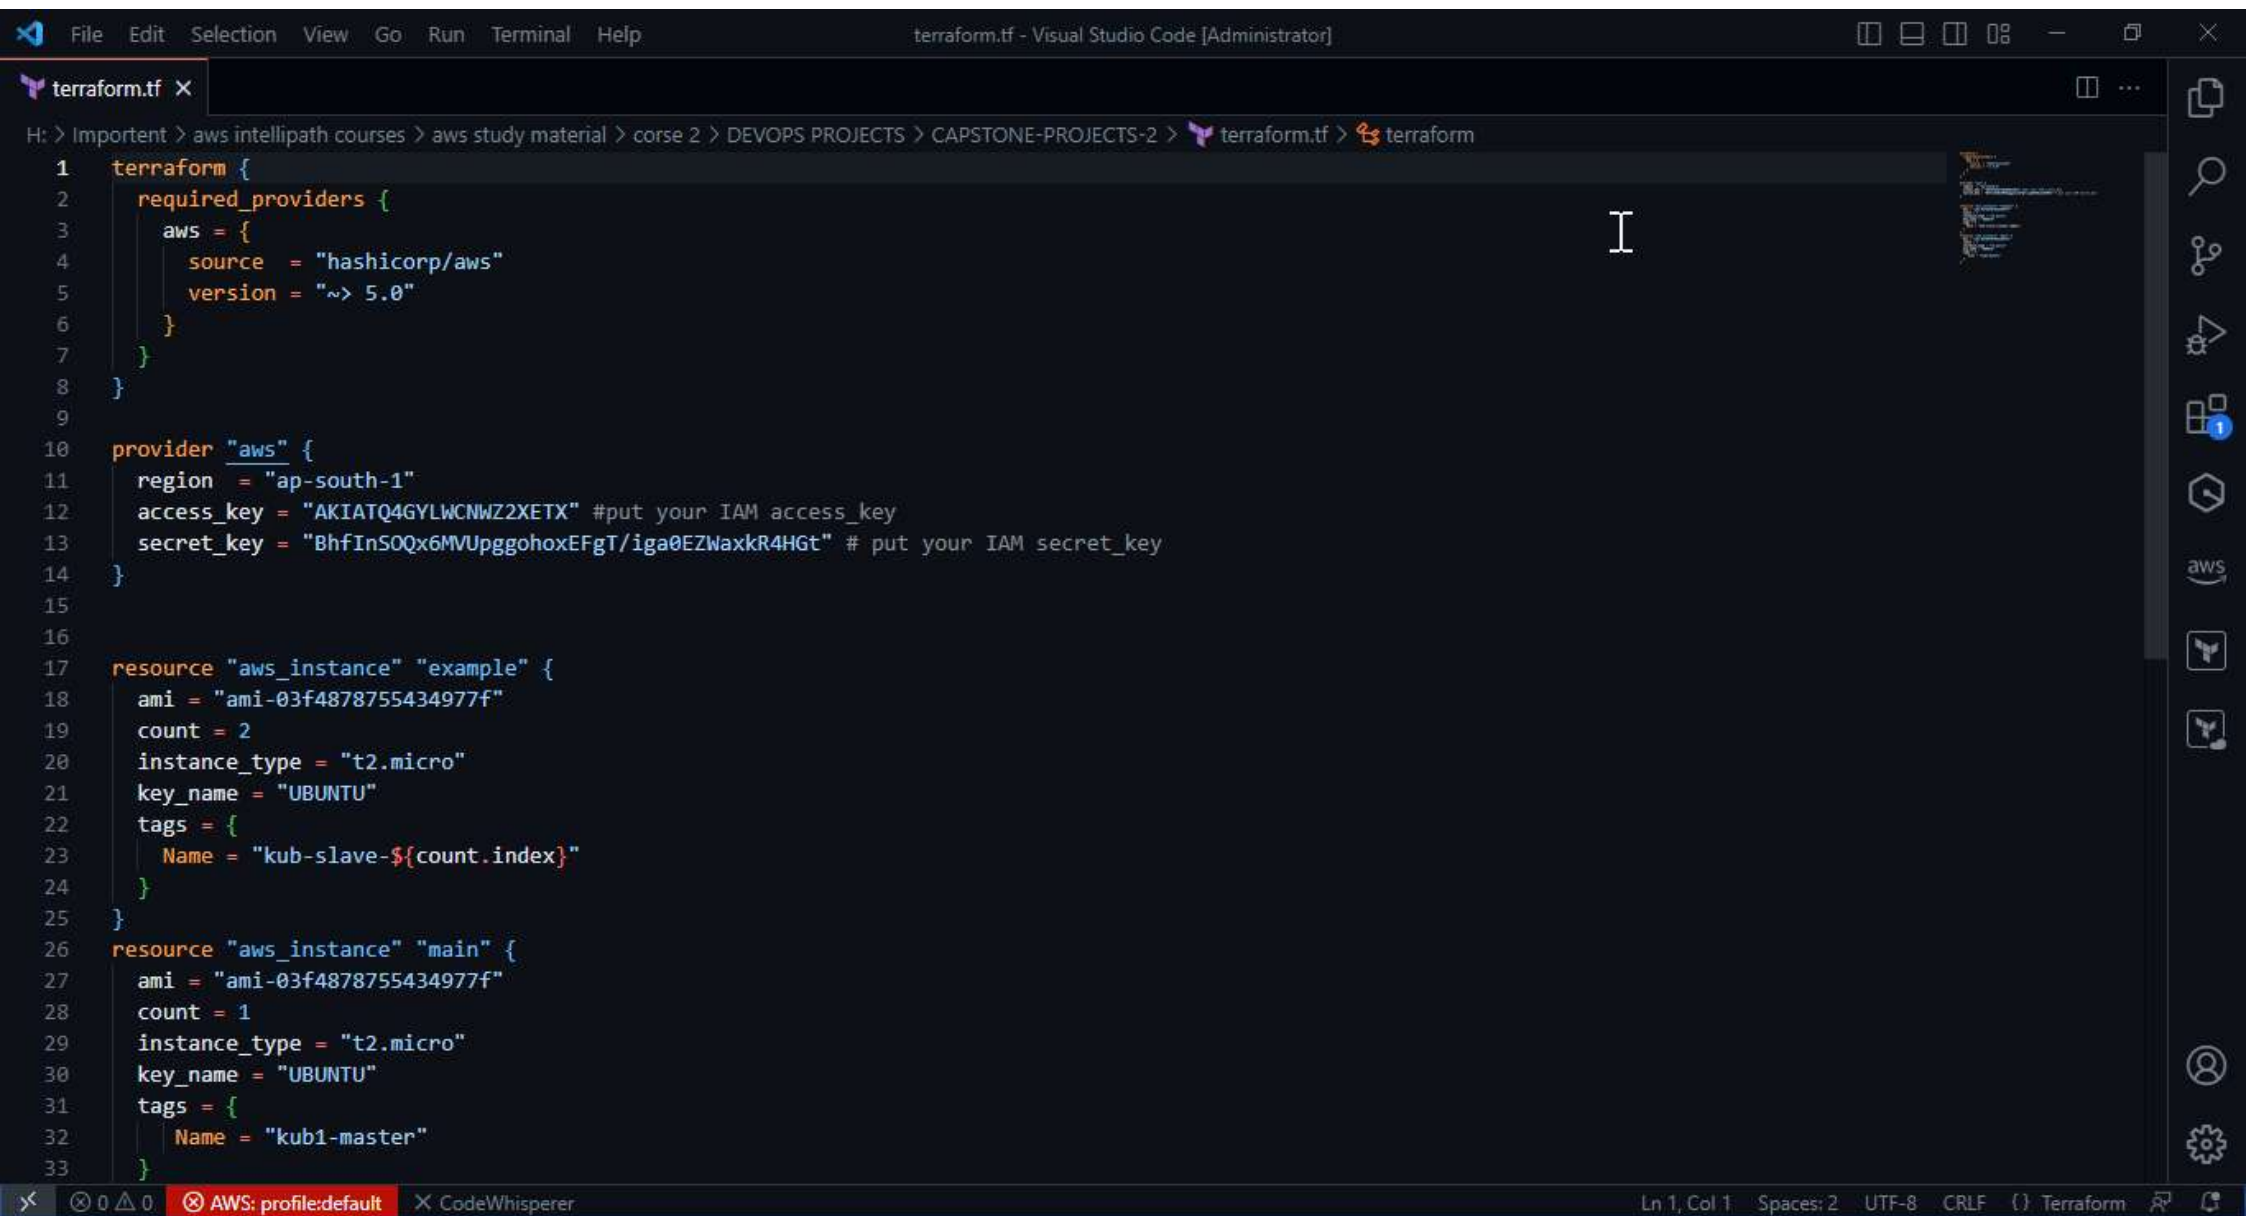 File Edit Selection View Go Run Terminal Help terraform.tf - Visual Studio Code [Administrator]
terraform.tf
H: > Importent > aws intellipath courses > aws study material > corse 2 > DEVOPS PROJECTS > CAPSTONE-PROJECTS-2 > terraform.tf > terraform
1 terraform {
2 required_providers {
3 aws = {
4 source  = "hashicorp/aws"
5 version = "~> 5.0"
6 }
7 }
8 }
9
10 provider "aws" {
11 region  = "ap-south-1"
12 access_key = "AKIATQ4GYLWCNWZ2XETX" #put your IAM access_key
13 secret_key = "BhfInSOQx6MVUpggohoxEFgT/iga0EZWaxkR4HGt" # put your IAM secret_key
14 }
15
16
17 resource "aws_instance" "example" {
18 ami = "ami-03f4878755434977f"
19 count = 2
20 instance_type = "t2.micro"
21 key_name = "UBUNTU"
22 tags = {
23 Name = "kub-slave-${count.index}"
24 }
25 }
26 resource "aws_instance" "main" {
27 ami = "ami-03f4878755434977f"
28 count = 1
29 instance_type = "t2.micro"
30 key_name = "UBUNTU"
31 tags = {
32 Name = "kub1-master"
33 }
1
aws
0 0 AWS: profile:default CodeWhisperer Ln 1, Col 1 Spaces: 2 UTF-8 CRLF {} Terraform